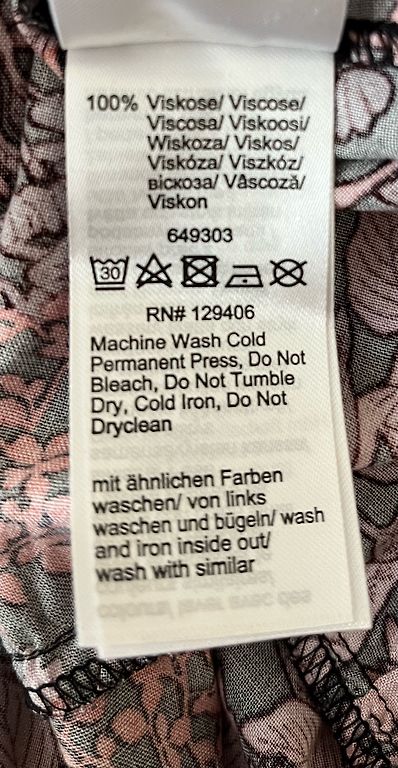 100% Viskose/ Viscose/
Viscosa/ Viskoosi/
Wiskoza/ Viskos/
Viskóza/ Viszkóz/
віскоза/ Vâscoză/
Viskon
649303
30
RN# 129406
Machine Wash Cold
Permanent Press, Do Not
Bleach, Do Not Tumble
Dry, Cold Iron, Do Not
Dryclean
mit ähnlichen Farben
waschen/ von links
waschen und bügeln/ wash
and iron inside out/
wash with similar